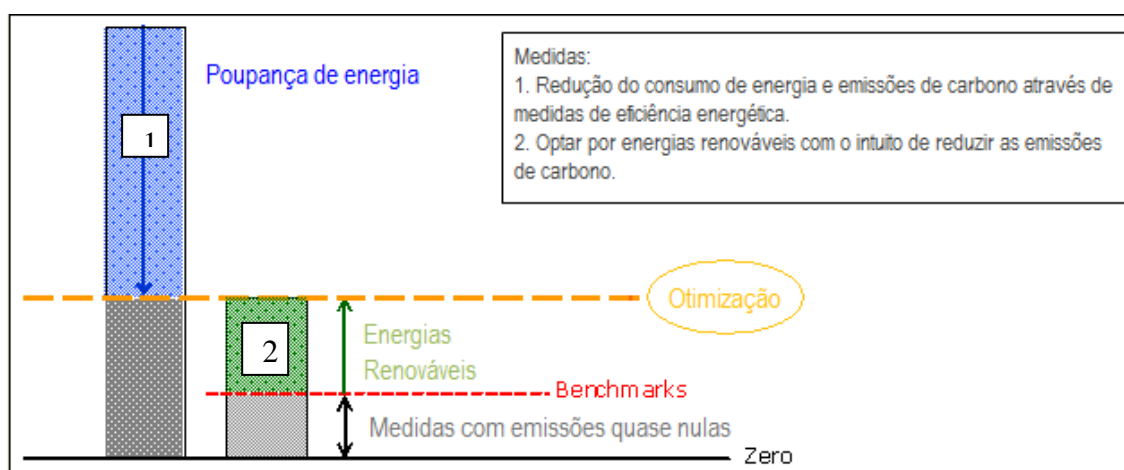 Poupança de energia
Medidas:
1. Redução do consumo de energia e emissões de carbono através de
medidas de eficiência energética.
2. Optar por energias renováveis com o intuito de reduzir as emissões
de carbono.
1
Otimização
2
Energias
Renováveis
Benchmarks
Medidas com emissões quase nulas
Zero